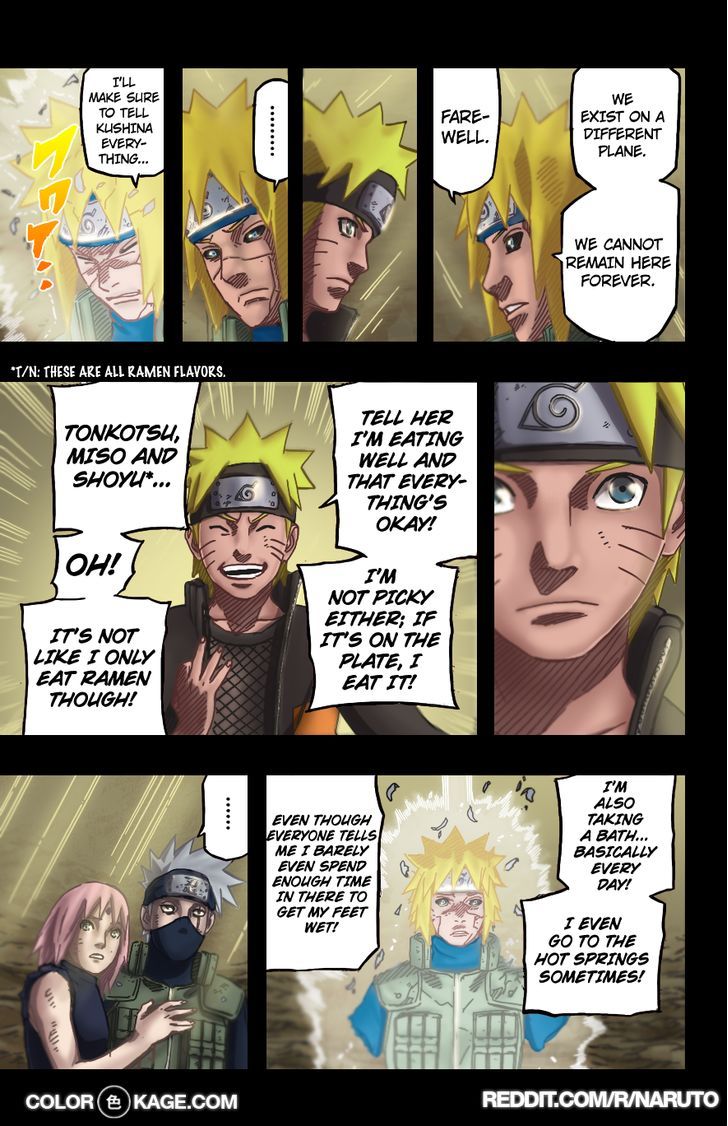 WE
EXIST ON A
DIFFERENT
PLANE.
WE CANNOT
REMAIN HERE
FOREVER.
FARE-
WELL.
.........
I'LL
MAKE SURE
TO TELL
KUSHINA
EVERY-
THING...
*T/N: THESE ARE ALL RAMEN FLAVORS.
TELL HER
I'M EATING
WELL AND
THAT EVERY-
THING'S
OKAY!
I'M
NOT PICKY
EITHER; IF
IT'S ON THE
PLATE, I
EAT IT!
TONKOTSU,
MISO AND
SHOYU*...
OH!
IT'S NOT
LIKE I ONLY
EAT RAMEN
THOUGH!
I'M
ALSO
TAKING
A BATH...
BASICALLY
EVERY
DAY!
I EVEN
GO TO THE
HOT SPRINGS
SOMETIMES!
EVEN THOUGH
EVERYONE TELLS
ME I BARELY
EVEN SPEND
ENOUGH TIME
IN THERE TO
GET MY FEET
WET!
........
COLOR 色 KAGE.COM
REDDIT.COM/R/NARUTO